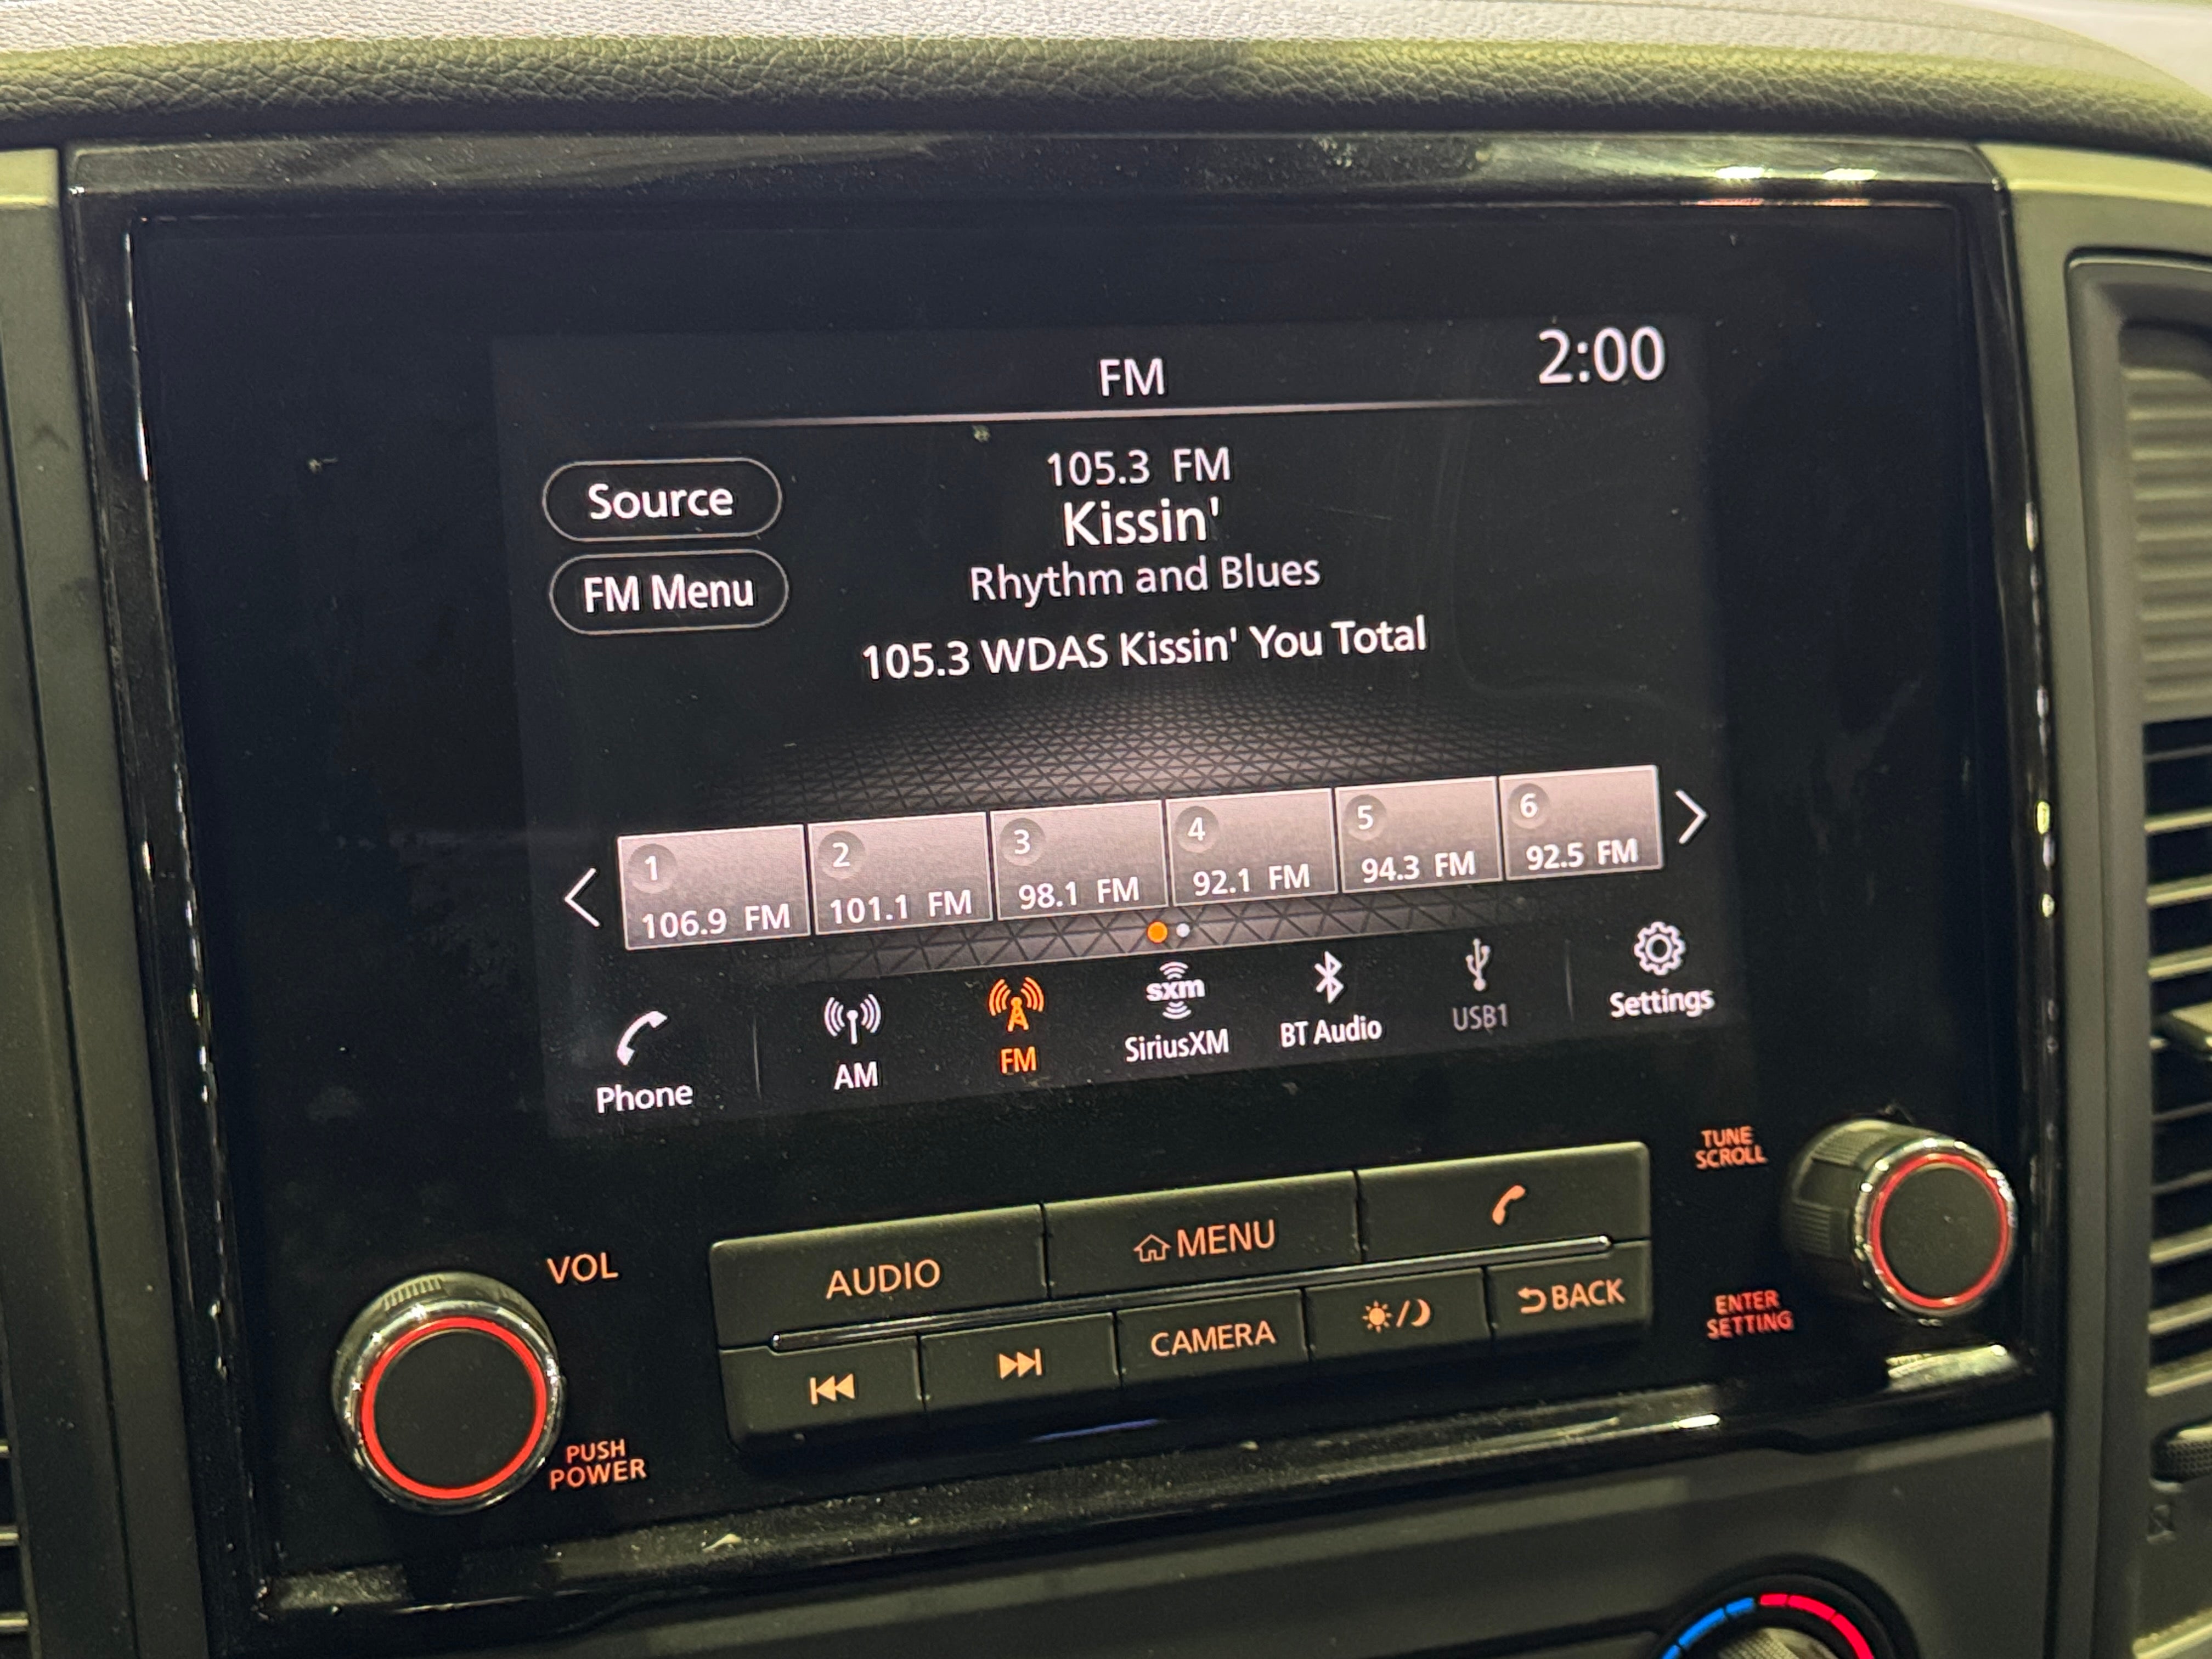 FM
2:00
Source
FM Menu
105.3 FM
Kissin'
Rhythm and Blues
105.3 WDAS Kissin' You Total
1
106.9 FM
2
101.1 FM
3
98.1 FM
4
92.1 FM
5
94.3 FM
6
92.5 FM
Phone
AM
FM
sxm
SiriusXM
BT Audio
USB1
Settings
VOL
PUSH
POWER
AUDIO
MENU
CAMERA
BACK
TUNE
SCROLL
ENTER
SETTING